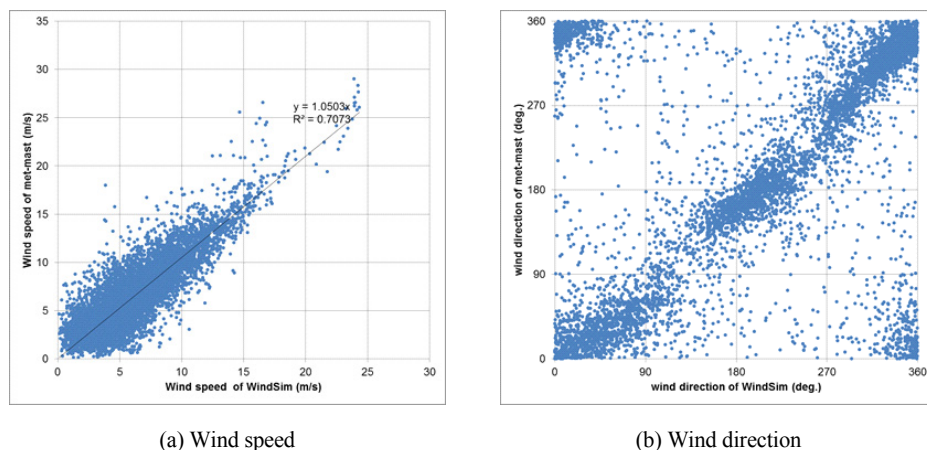 35
30
25
20
15
10
5
0
Wind speed of met-mast (m/s)
y = 1.0503x
R² = 0.7073
0 5 10 15 20 25 30
Wind speed of WindSim (m/s)
(a) Wind speed
360
270
180
90
0
wind direction of met-mast (deg.)
0 90 180 270 360
wind direction of WindSim (deg.)
(b) Wind direction